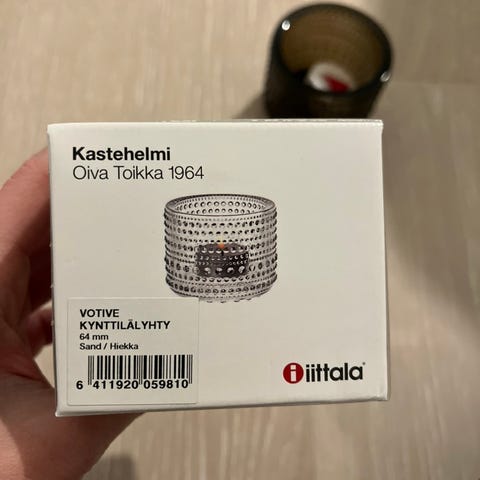 Kastehelmi
Oiva Toikka 1964
VOTIVE
KYNTTILÄLYHTY
64 mm
Sand / Hiekka
6 411920 059810
iittala